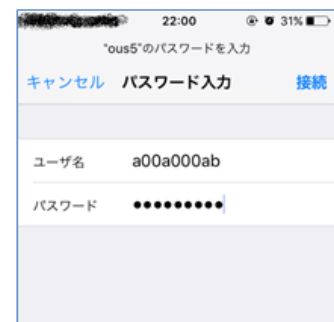 22:00 31%
"ous5"のパスワードを入力
キャンセル パスワード入力 接続
ユーザ名 a00a000ab
パスワード ●●●●●●●●●